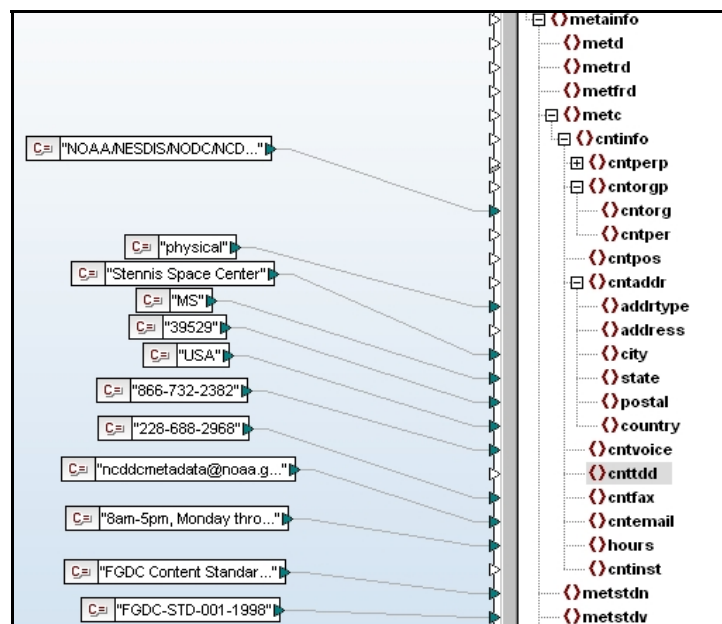 C=
"NOAA/NESDIS/NODC/NCD..."
C=
"physical"
C=
"Stennis Space Center"
C=
"MS"
C=
"39529"
C=
"USA"
C=
"866-732-2382"
C=
"228-688-2968"
C=
"ncddcmetadata@noaa.g..."
C=
"8am-5pm, Monday thro..."
C=
"FGDC Content Standar..."
C=
"FGDC-STD-001-1998"
metainfo
metd
metrd
metfrd
metc
cntinfo
cntperp
cntorgp
cntorg
cntper
cntpos
cntaddr
addrtype
address
city
state
postal
country
cntvoice
cnttdd
cntfax
cntemail
hours
cntinst
metstdn
metstdv